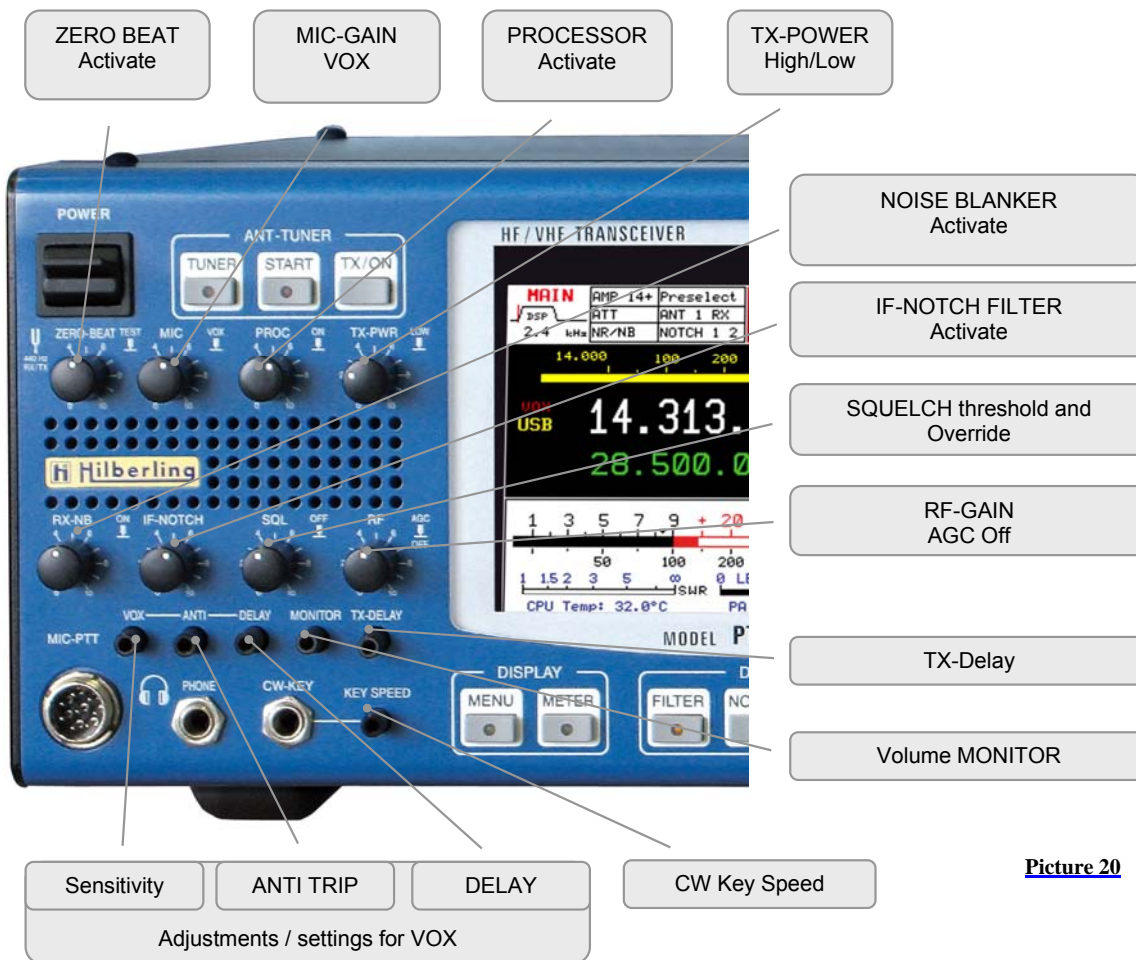 ZERO BEAT
Activate
MIC-GAIN
VOX
PROCESSOR
Activate
TX-POWER
High/Low
NOISE BLANKER
Activate
IF-NOTCH FILTER
Activate
SQUELCH threshold and
Override
RF-GAIN
AGC Off
TX-Delay
Volume MONITOR
POWER
ANT-TUNER
TUNER START TX/ON
ZERO-BEAT TEST MIC VOX PROC ON TX-PWR LOW
440 HZ
RX/TX
Hilberling
RX-NB ON IF-NOTCH SQL OFF RF AGC
OFF
VOX ANTI DELAY MONITOR TX-DELAY
MIC-PTT
PHONE CW-KEY KEY SPEED
HF/VHF TRANSCEIVER
MAIN AMP 14+ Preselect
DSP ATT ANT 1 RX
2.4 kHz NR/NB NOTCH 1 2
14.000 100 200
VOX
USB 14.313.
28.500.0
1 3 5 7 9 + 20
50 100 200
1 1.5 2 3 5 ∞ SWR 0
CPU Temp: 32.0°C PA
MODEL
DISPLAY
MENU METER FILTER
Sensitivity ANTI TRIP DELAY
Adjustments / settings for VOX
CW Key Speed
Picture 20